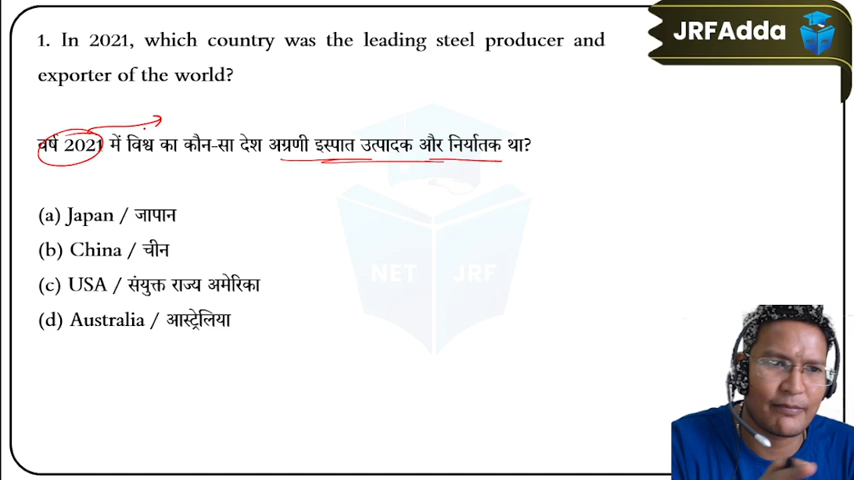 JRFAdda
1. In 2021, which country was the leading steel producer and
exporter of the world?
वर्ष 2021 में विश्व का कौन-सा देश अग्रणी इस्पात उत्पादक और निर्यातक था?
(a) Japan / जापान
(b) China / चीन
NET JRF
(c) USA / संयुक्त राज्य अमेरिका
(d) Australia / आस्ट्रेलिया